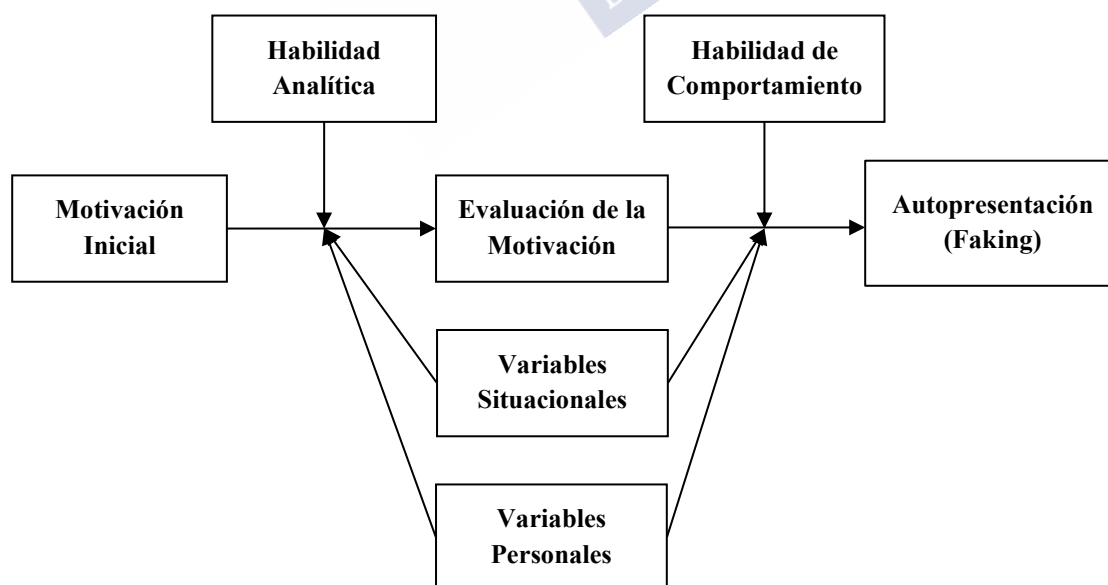 Habilidad
Analítica
Habilidad de
Comportamiento
Motivación
Inicial
Evaluación de la
Motivación
Autopresentación
(Faking)
Variables
Situacionales
Variables
Personales